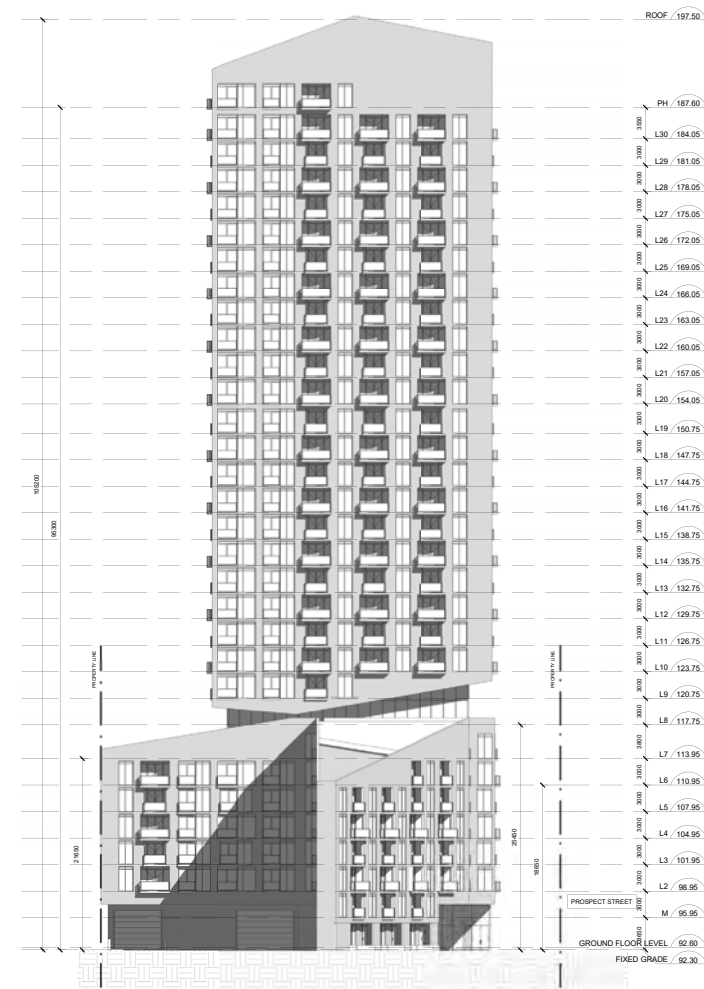 ROOF 197.50
PH 187.60
3550
L30 184.05
3000
L29 181.05
3000
L28 178.05
3000
L27 175.05
3000
L26 172.05
3000
L25 169.05
3000
L24 166.05
3000
L23 163.05
3000
L22 160.05
3000
L21 157.05
3000
L20 154.05
3300
L19 150.75
3000
L18 147.75
3000
L17 144.75
3000
L16 141.75
3000
L15 138.75
3000
L14 135.75
3000
L13 132.75
3000
L12 129.75
3000
L11 126.75
3000
L10 123.75
3000
L9 120.75
3000
L8 117.75
3800
L7 113.95
3000
L6 110.95
3000
L5 107.95
3000
L4 104.95
3000
L3 101.95
3000
L2 98.95
3000
M 95.95
3650
GROUND FLOOR LEVEL 92.60
FIXED GRADE 92.30
105200
95300
PROPERTY LINE
PROPERTY LINE
21650
25450
18650
PROSPECT STREET